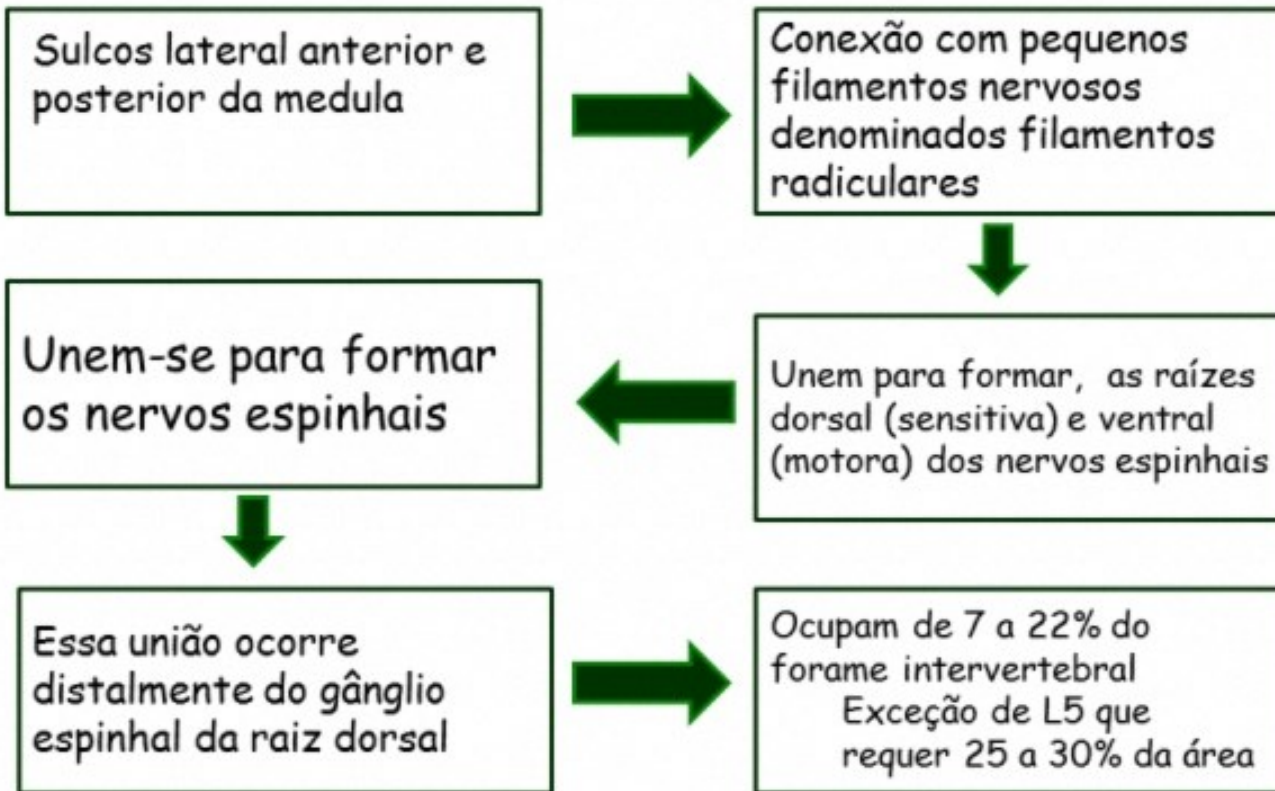 Sulcos lateral anterior e
posterior da medula
Conexão com pequenos
filamentos nervosos
denominados filamentos
radiculares
Unem para formar, as raízes
dorsal (sensitiva) e ventral
(motora) dos nervos espinhais
Unem-se para formar
os nervos espinhais
Essa união ocorre
distalmente do gânglio
espinhal da raiz dorsal
Ocupam de 7 a 22% do
forame intervertebral
Exceção de L5 que
requer 25 a 30% da área